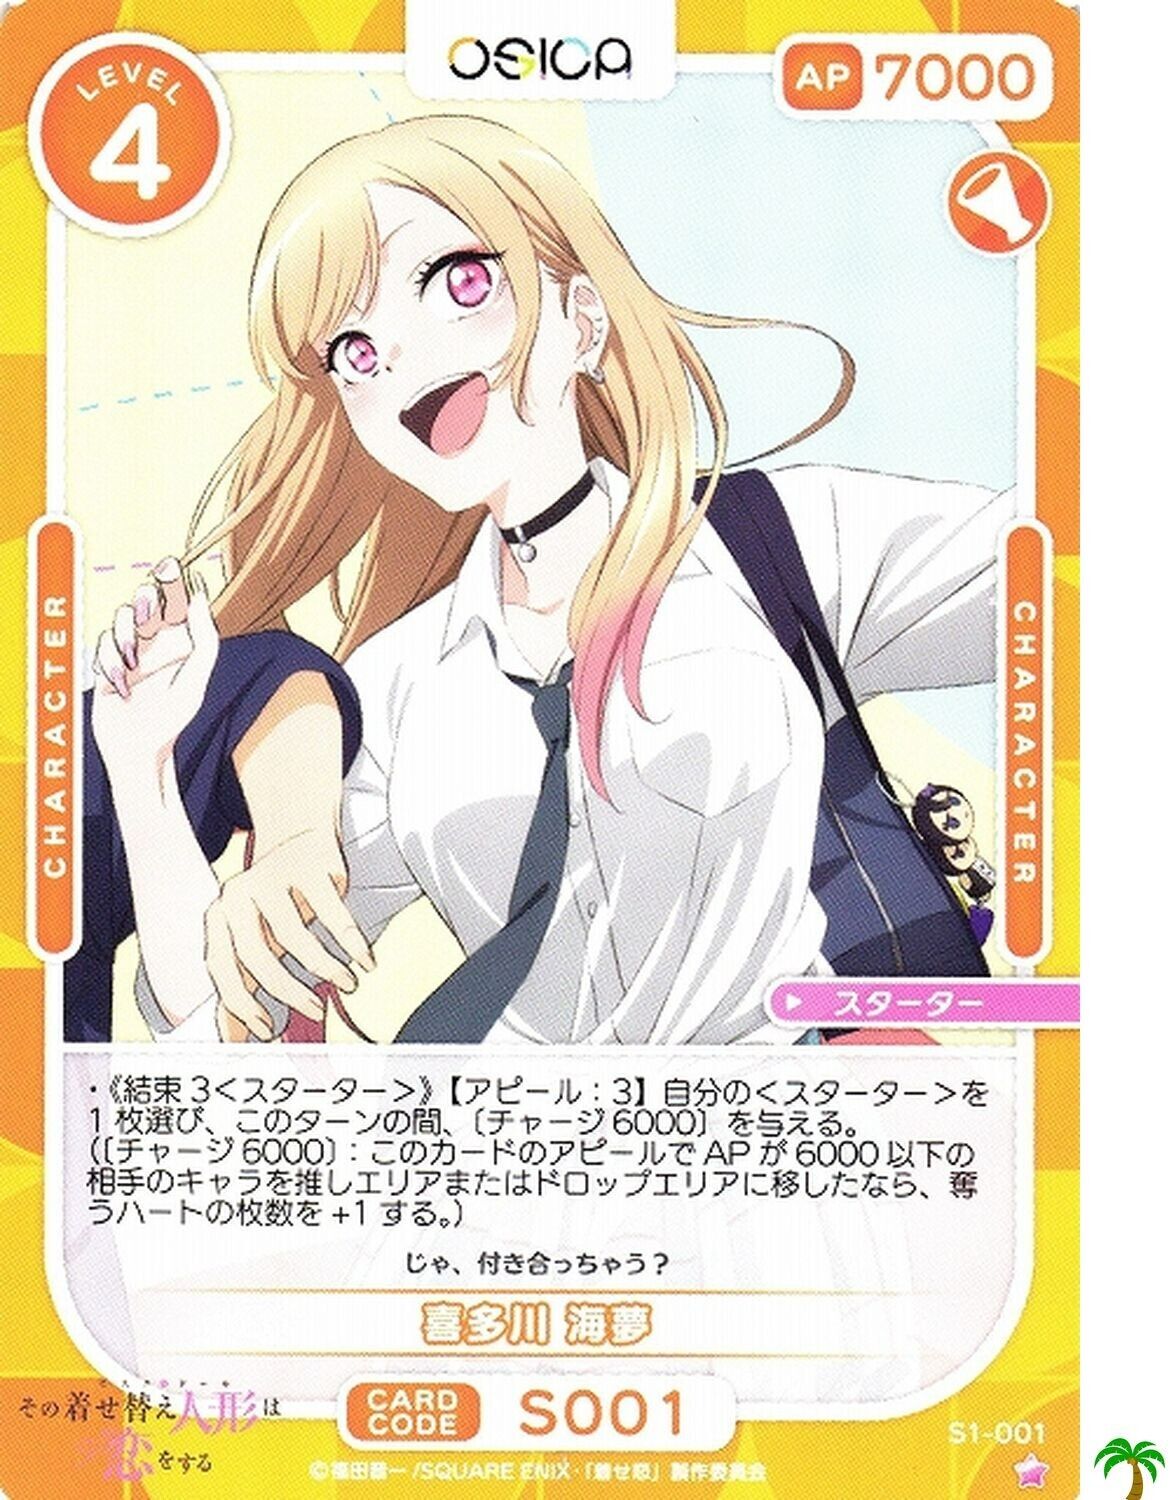 LEVEL
4
OSICA
AP 7000
CHARACTER
CHARACTER
スターター
・《結束 3＜スターター＞》【アピール：3】自分の＜スターター＞を
1 枚選び、このターンの間、〔チャージ 6000〕を与える。
（〔チャージ 6000〕：このカードのアピールで AP が 6000 以下の
相手のキャラを推しエリアまたはドロップエリアに移したなら、奪
うハートの枚数を +1 する。）
じゃ、付き合っちゃう？
喜多川 海夢
その着せ替え人形は
恋をする
CARD
CODE
S001
S1-001
©福田晋一/SQUARE ENIX・「着せ恋」製作委員会